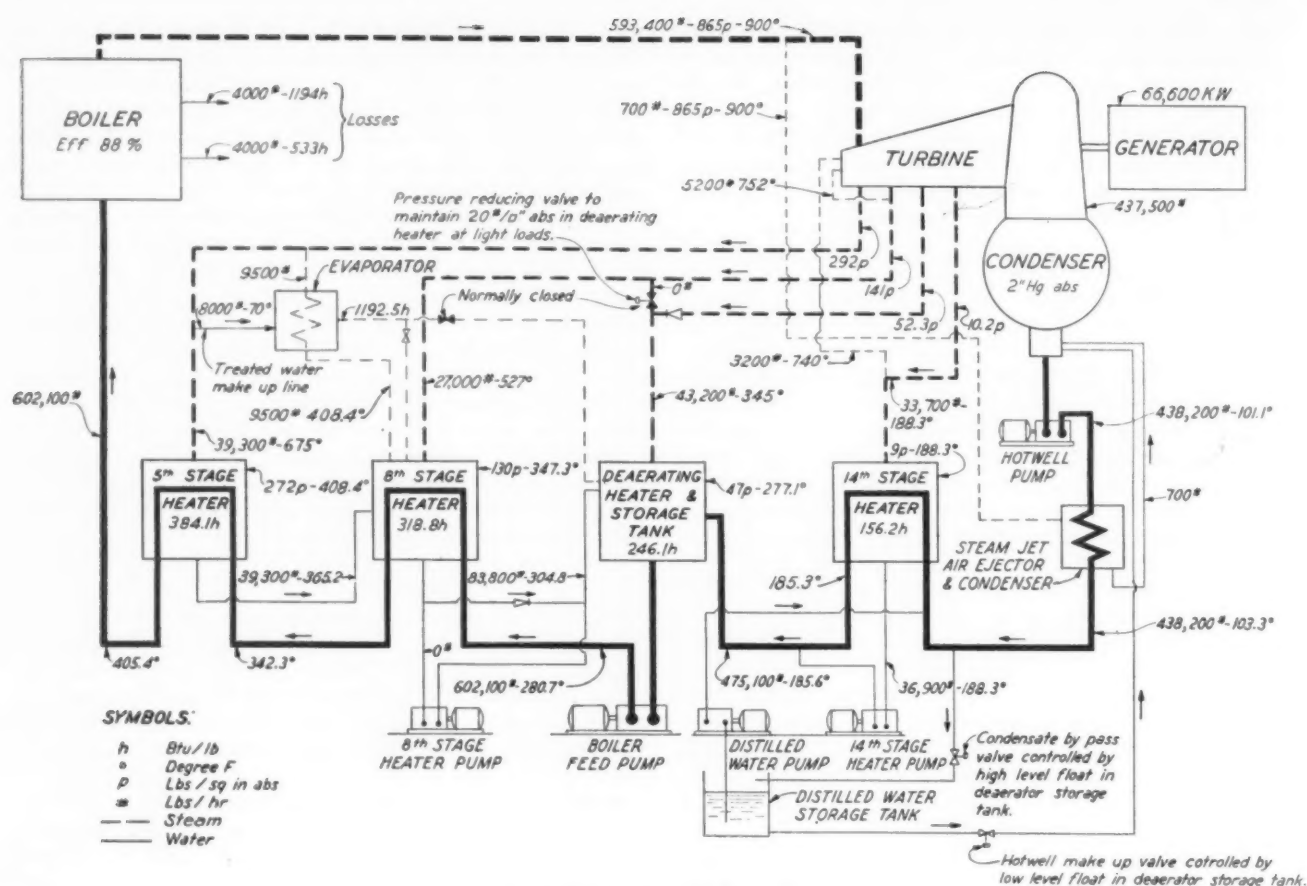 593,400#-865p-900°
BOILER
Eff 88%
4000#-1194h
4000#-533h
Losses
700#-865p-900°
TURBINE
5200#752°
66,600 KW
GENERATOR
437,500#
CONDENSER
2"Hg abs
Pressure reducing valve to
maintain 20#/□" abs in deaerating
heater at light loads.
292p
141p
52.3p
10.2p
9500#
EVAPORATOR
8000#-70°
1192.5h
Normally closed
0#
Treated water
make up line
9500# 408.4°
27,000#-527°
43,200#-345°
3200#-740°
33,700#-
188.3°
438,200#-101.1°
HOTWELL
PUMP
700#
602,100#
39,300#-675°
5th STAGE
HEATER
384.1h
272p-408.4°
8th STAGE
HEATER
318.8h
130p-347.3°
DEAERATING
HEATER &
STORAGE
TANK
246.1h
47p-277.1°
14th STAGE
HEATER
156.2h
9p-188.3°
STEAM JET
AIR EJECTOR
& CONDENSER
39,300#-365.2
83,800#-304.8
185.3°
438,200#-103.3°
405.4°
342.3°
0#
602,100#-280.7°
475,100#-185.6°
36,900#-188.3°
8th STAGE
HEATER PUMP
BOILER
FEED PUMP
DISTILLED
WATER PUMP
14th STAGE
HEATER PUMP
DISTILLED WATER
STORAGE TANK
Condensate by pass
valve controlled by
high level float in
deaerator storage
tank.
Hotwell make up valve cotrolled by
low level float in deaerator storage tank.
SYMBOLS:
h Btu/lb
° Degree F
p Lbs/sq in abs
# Lbs/hr
Steam
Water